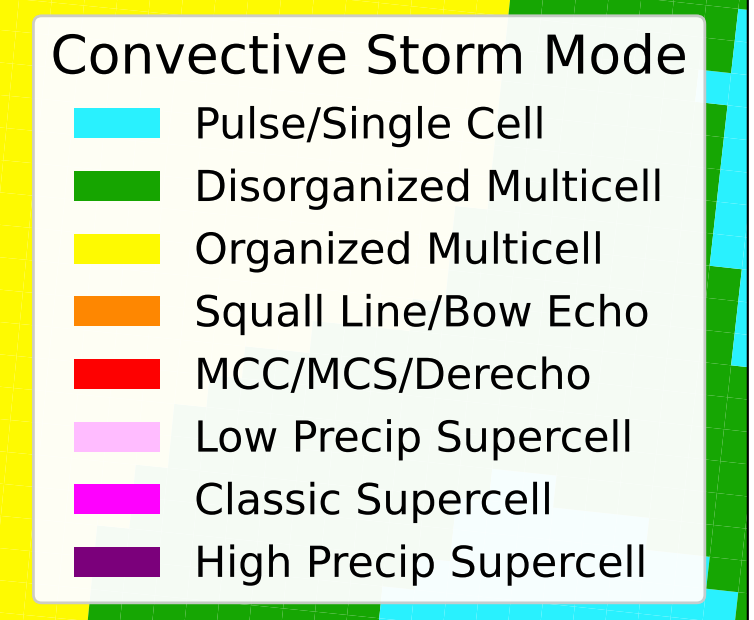 Convective Storm Mode
Pulse/Single Cell
Disorganized Multicell
Organized Multicell
Squall Line/Bow Echo
MCC/MCS/Derecho
Low Precip Supercell
Classic Supercell
High Precip Supercell